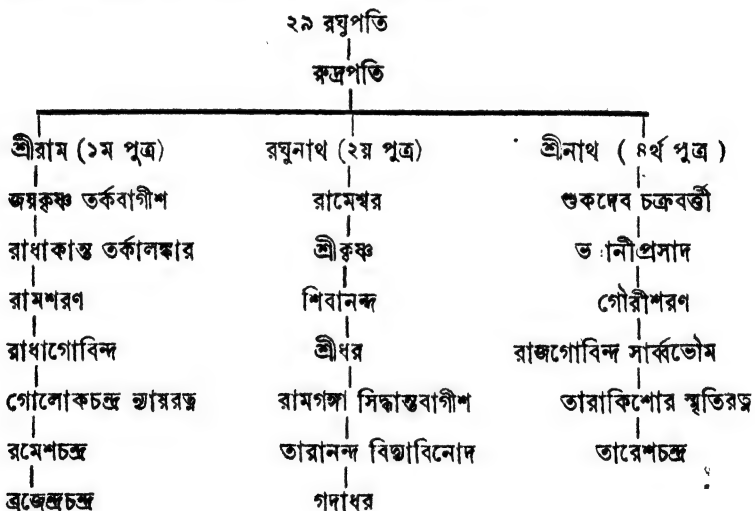 ২৯ রঘুপতি
রুদ্রপতি
শ্রীরাম (১ম পুত্র) রঘুনাথ (২য় পুত্র) শ্রীনাথ ( ৪র্থ পুত্র )
জয়কৃষ্ণ তর্কবাগীশ রামেশ্বর শুকদেব চক্রবর্ত্তী
রাধাকান্ত তর্কালঙ্কার শ্রীকৃষ্ণ ভ ানীপ্রসাদ
রামশরণ শিবানন্দ গৌরীশরণ
রাধাগোবিন্দ শ্রীধর রাজগোবিন্দ সার্ব্বভৌম
গোলোকচন্দ্র ন্যায়রত্ন রামগঙ্গা সিদ্ধান্তবাগীশ তারাকিশোর স্মৃতিরত্ন
রমেশচন্দ্র তারানন্দ বিদ্যাবিনোদ তারেশচন্দ্র
ব্রজেন্দ্রচন্দ্র গদাধর